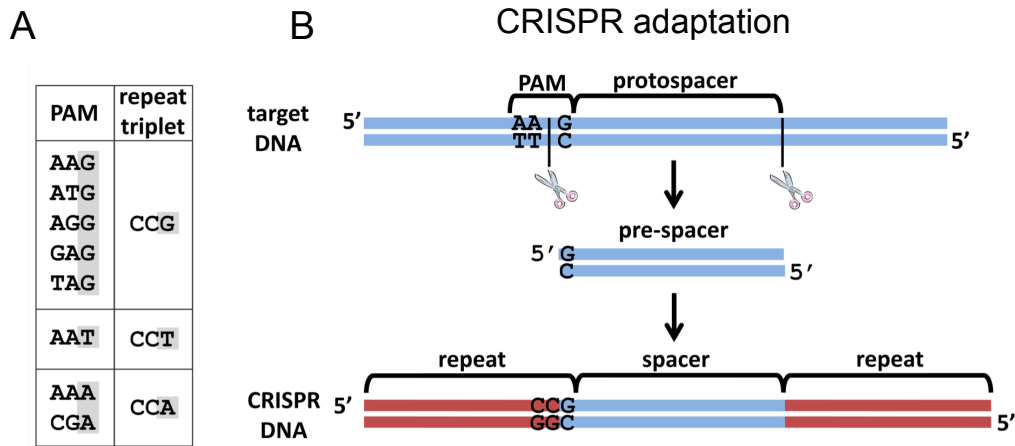 A
B
CRISPR adaptation
PAM
repeat triplet
AAG
ATG
AGG
GAG
TAG
CCG
AAT
CCT
AAA
CGA
CCA
PAM
protospacer
target DNA
5’
AA G
TT C
5’
pre-spacer
5’
G
C
5’
repeat
spacer
repeat
CRISPR DNA
5’
CCG
GGC
5’